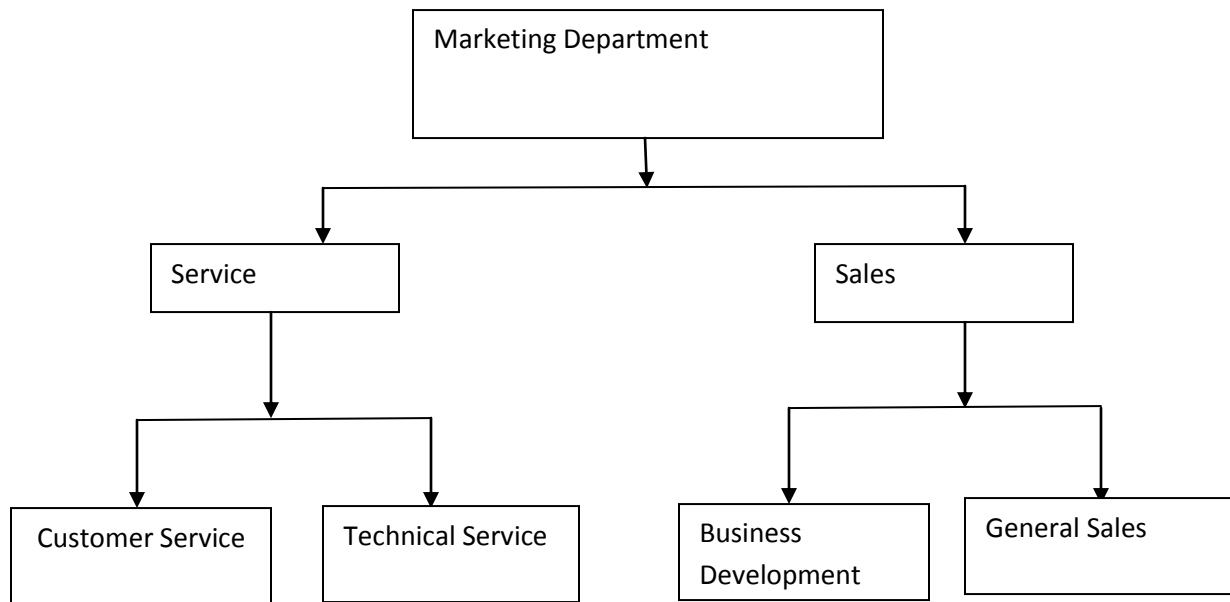 Marketing Department
Service
Sales
Customer Service
Technical Service
Business
Development
General Sales